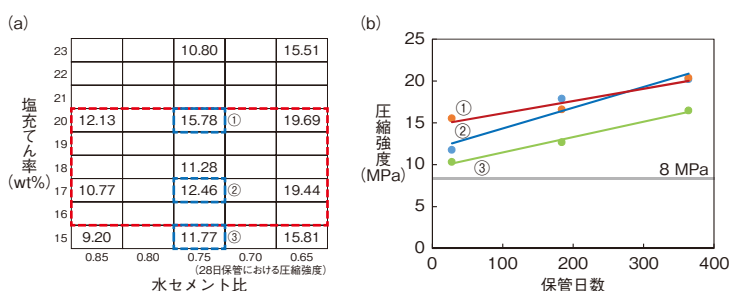 (a)
23 10.80 15.51
22
21
20 12.13 15.78 ① 19.69
19
18 11.28
17 10.77 12.46 ② 19.44
16
15 9.20 11.77 ③ 15.81
0.85 0.80 0.75 0.70 0.65
(28日保管における圧縮強度)
水セメント比
塩充てん率
(wt%)
(b)
25
20
15
10
5
0
0 100 200 300 400
①
②
③
8 MPa
圧縮強度
(MPa)
保管日数